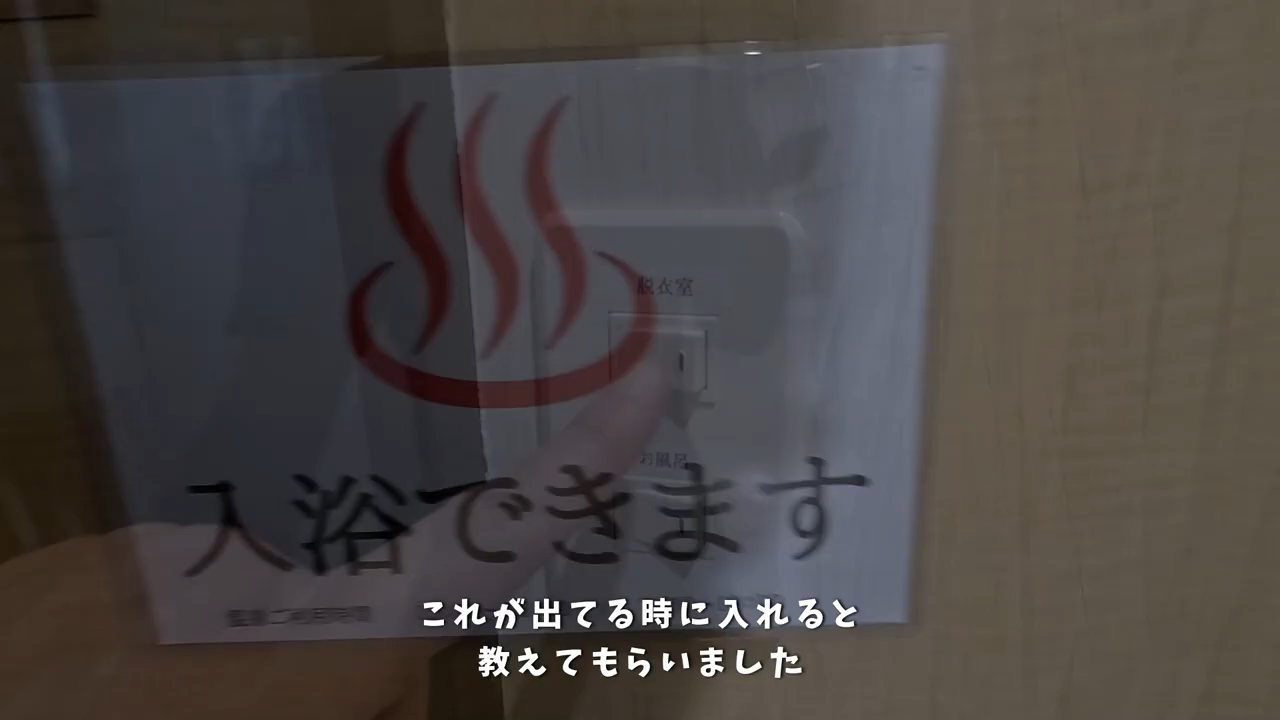 脱衣室
お風呂
入浴できます
これが出てる時に入れると
教えてもらいました